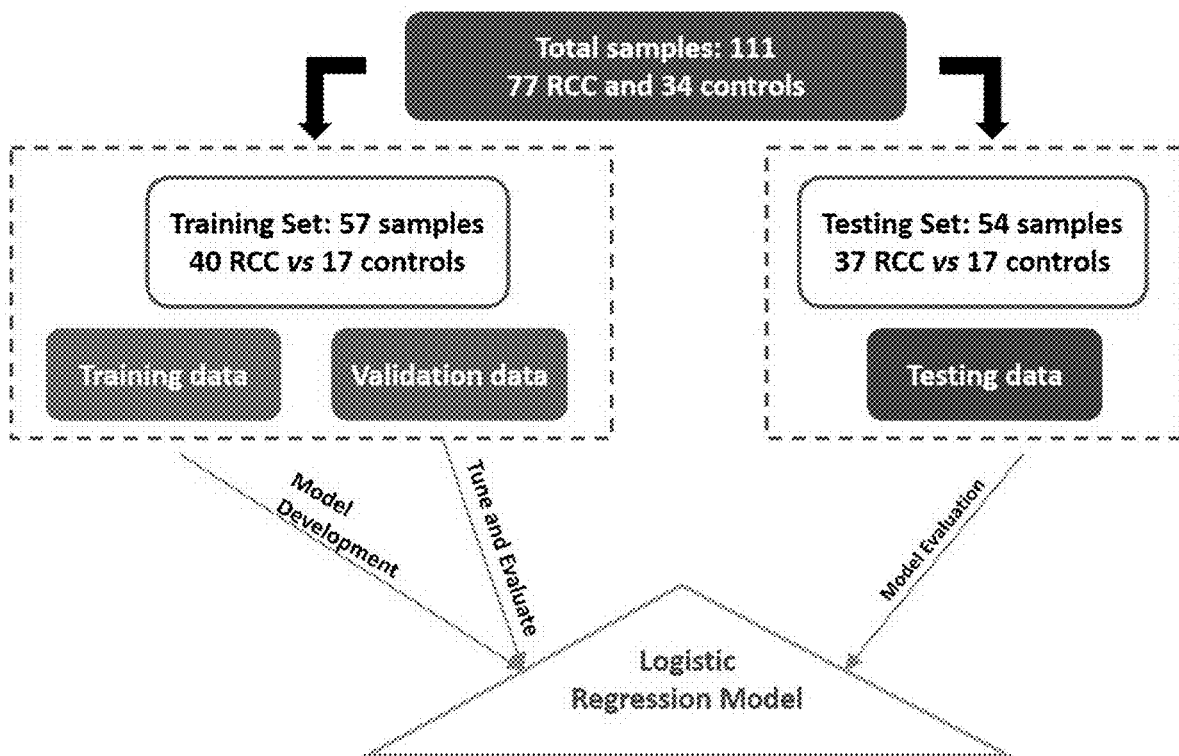 Total samples: 111
77 RCC and 34 controls
Training Set: 57 samples
40 RCC vs 17 controls
Testing Set: 54 samples
37 RCC vs 17 controls
Training data
Validation data
Testing data
Model
Development
Tune and Evaluate
Model Evaluation
Logistic
Regression Model